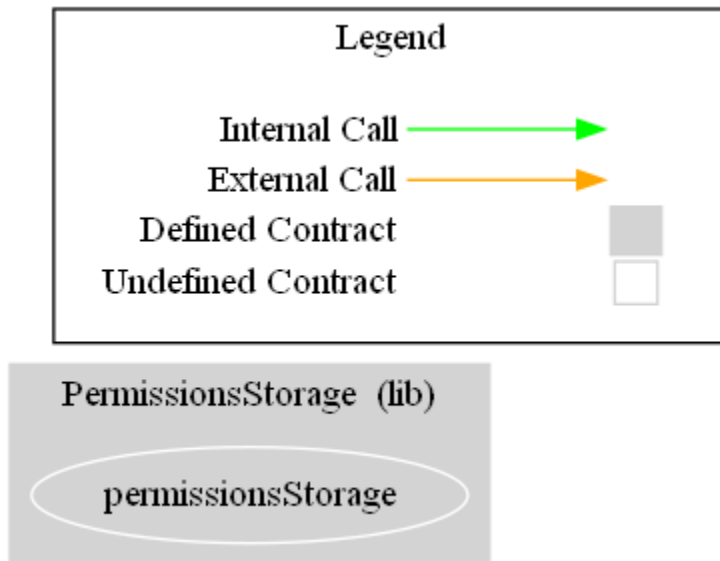 Legend
Internal Call
External Call
Defined Contract
Undefined Contract
PermissionsStorage (lib)
permissionsStorage